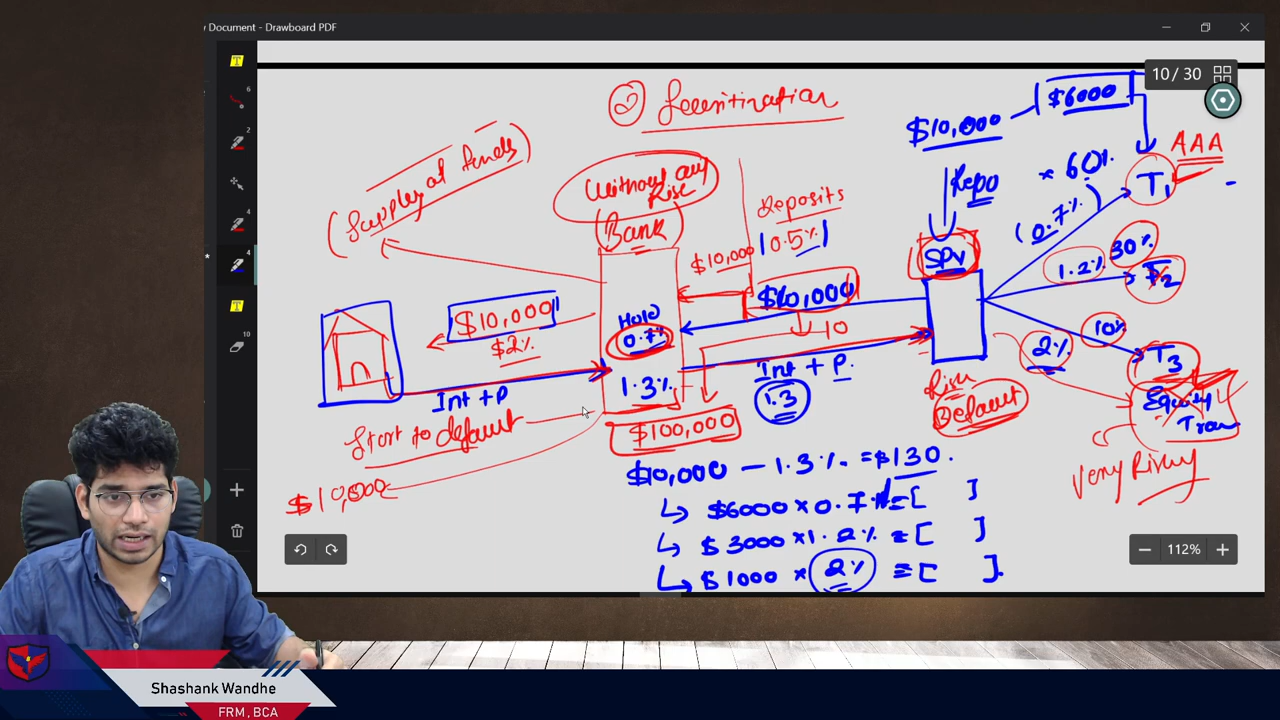 y Document - Drawboard PDF
10 / 30
② Securitization
$10,000 — $6000
AAA
(Supply of funds)
Without any Rise
Bank
Deposits
0.5%
$10,000
Repo
× 60%
T1
(0.7%)
SPV
1.2%
30%
T2
$10,000
$2%
Hold
0.7%
1.3%
$10,000
10
Int + P
Int + P.
1.3
2%
10%
T3
Equity
Tran
Default
Start to default
$100,000
$10,000
Very Risky
$10,000 — 1.3% = $130.
↳ $6000 × 0.7% = [ ]
↳ $3000 × 1.2% = [ ]
↳ $1000 × 2% = [ ].
112%
Shashank Wandhe
FRM, BCA